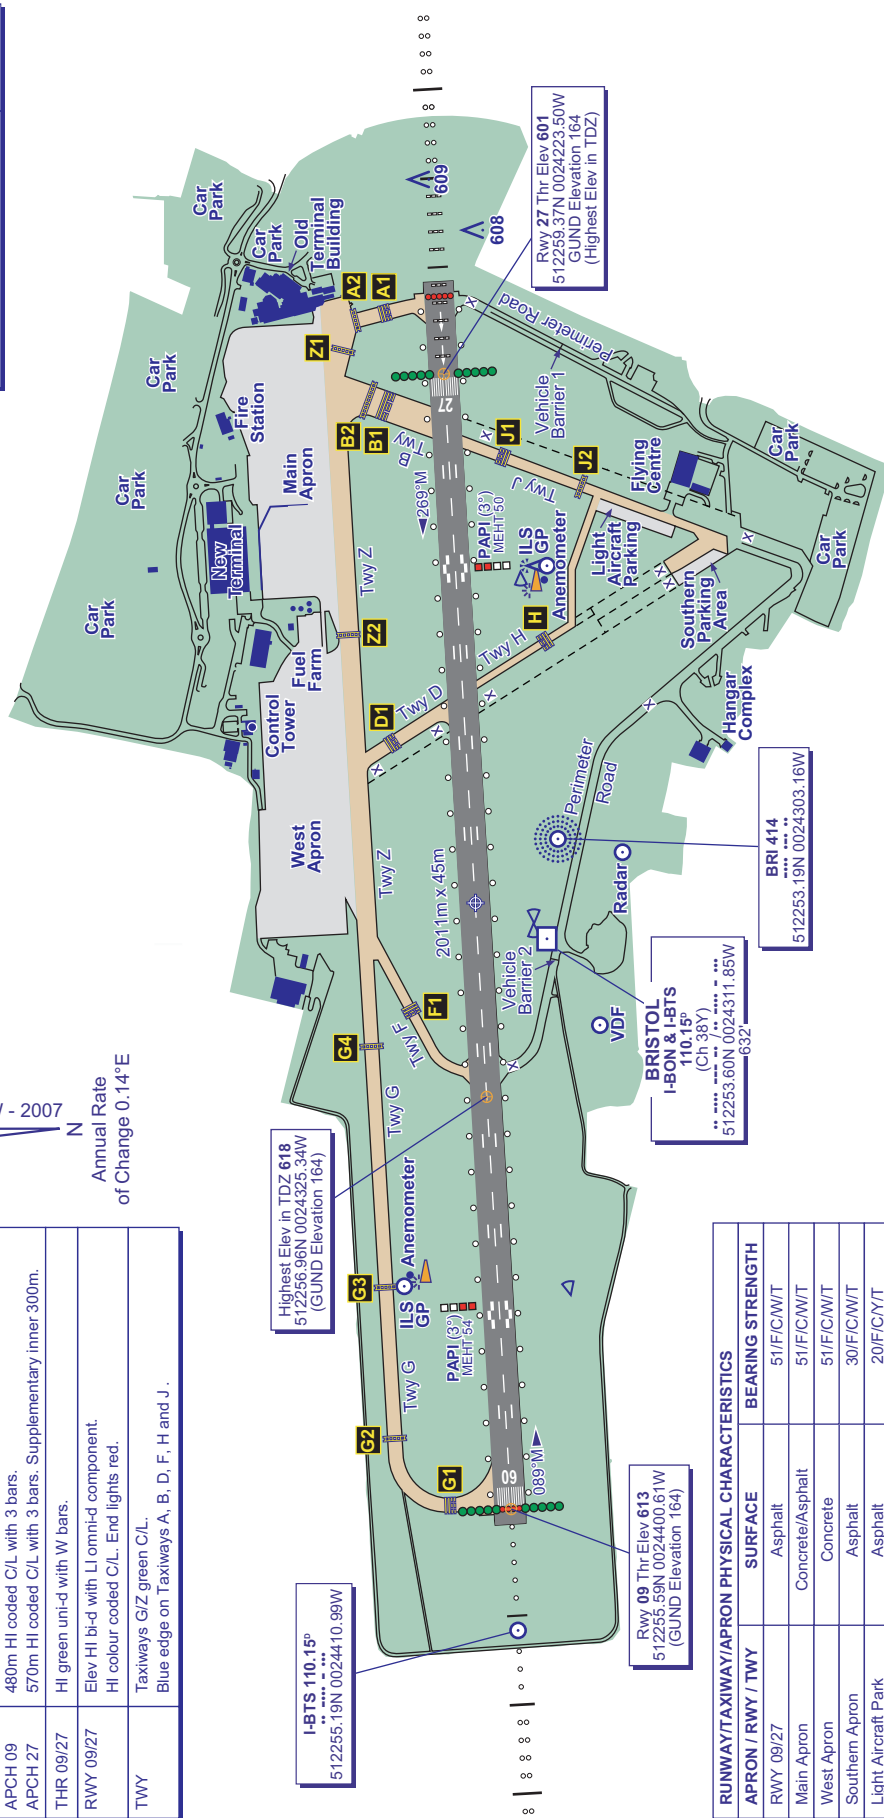 APCH 09 480m HI coded C/L with 3 bars.
APCH 27 570m HI coded C/L with 3 bars. Supplementary inner 300m.
THR 09/27 HI green uni-d with W bars.
RWY 09/27 Elev HI bi-d with LI omni-d component.
HI colour coded C/L. End lights red.
TWY Taxiways G/Z green C/L.
Blue edge on Taxiways A, B, D, F, H and J .
- 2007
N
Annual Rate
of Change 0.14°E
Car
Park
Car
Park
Car
Park
Car
Park
Car
Park
Old
Terminal
Building
Fire
Station
Main
Apron
New
Terminal
Fuel
Farm
Control
Tower
West
Apron
A2
A1
Z1
B2
B1
Twy
B
Twy Z
Z2
Twy Z
D1
Twy D
Twy H
H
Twy J
J1
J2
F1
Twy F
G4
Twy G
G3
Twy G
G2
G1
609
608
27
269°M
PAPI (3°)
MEHT 50
ILS
GP
Anemometer
Light
Aircraft
Parking
Flying
Centre
Vehicle
Barrier 1
Perimeter Road
Car
Park
Car
Park
Southern
Parking
Area
Hangar
Complex
Perimeter
Road
Radar
Vehicle
Barrier 2
VDF
2011m x 45m
ILS
GP
Anemometer
PAPI (3°)
MEHT 54
09
089°M
Rwy 27 Thr Elev 601
512259.37N 0024223.50W
GUND Elevation 164
(Highest Elev in TDZ)
BRI 414
512253.19N 0024303.16W
BRISTOL
I-BON & I-BTS
110.15ᴰ
(Ch 38Y)
512253.60N 0024311.85W
632'
Highest Elev in TDZ 618
512256.96N 0024325.34W
(GUND Elevation 164)
Rwy 09 Thr Elev 613
512255.59N 0024400.61W
(GUND Elevation 164)
I-BTS 110.15ᴰ
512255.19N 0024410.99W
RUNWAY/TAXIWAY/APRON PHYSICAL CHARACTERISTICS
APRON / RWY / TWY SURFACE BEARING STRENGTH
RWY 09/27 Asphalt 51/F/C/W/T
Main Apron Concrete/Asphalt 51/F/C/W/T
West Apron Concrete 51/F/C/W/T
Southern Apron Asphalt 30/F/C/W/T
Light Aircraft Park Asphalt 20/F/C/Y/T